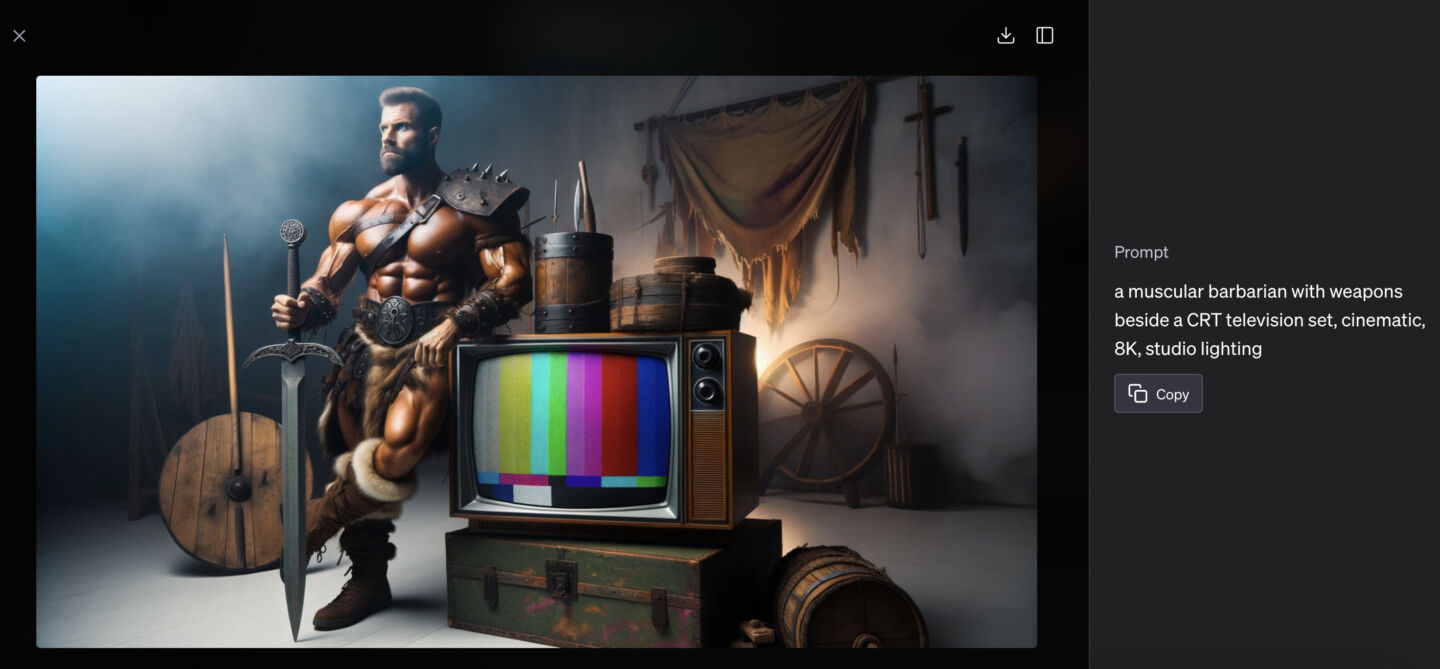 Prompt
a muscular barbarian with weapons
beside a CRT television set, cinematic,
8K, studio lighting
Copy